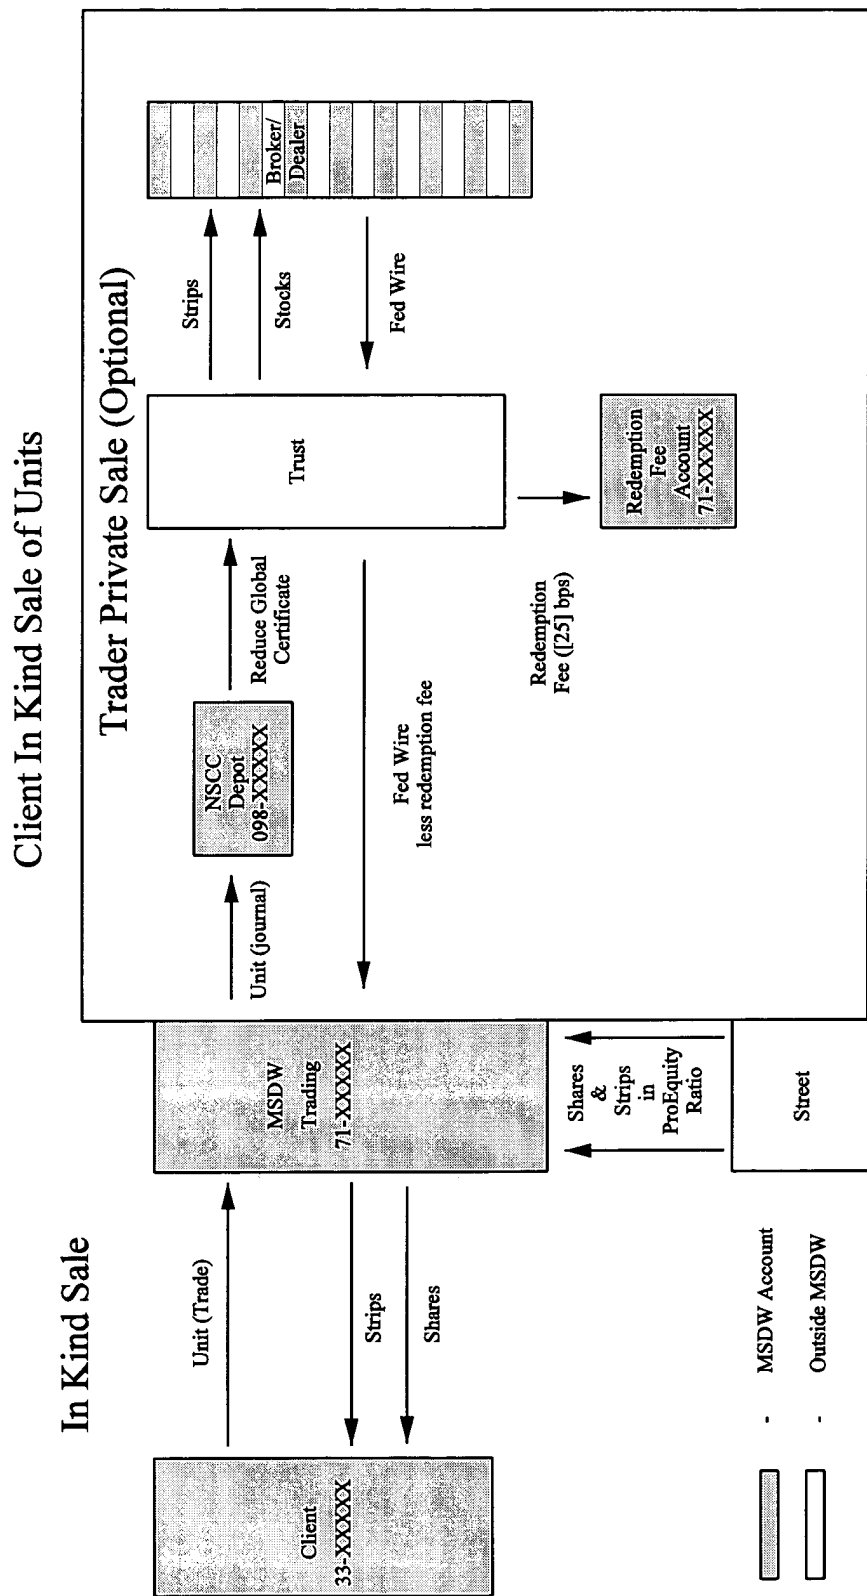 Client In Kind Sale of Units
In Kind Sale
Trader Private Sale (Optional)
Client
33-XXXXX
Unit (Trade)
Strips
Shares
MSDW
Trading
71-XXXXX
Unit (journal)
NSCC
Depot
098-XXXXX
Reduce Global
Certificate
Fed Wire
less redemption fee
Trust
Strips
Stocks
Fed Wire
Broker/
Dealer
Redemption
Fee ([25] bps)
Redemption
Fee
Account
71-XXXXX
Shares
&
Strips
in
ProEquity
Ratio
Street
- MSDW Account
- Outside MSDW